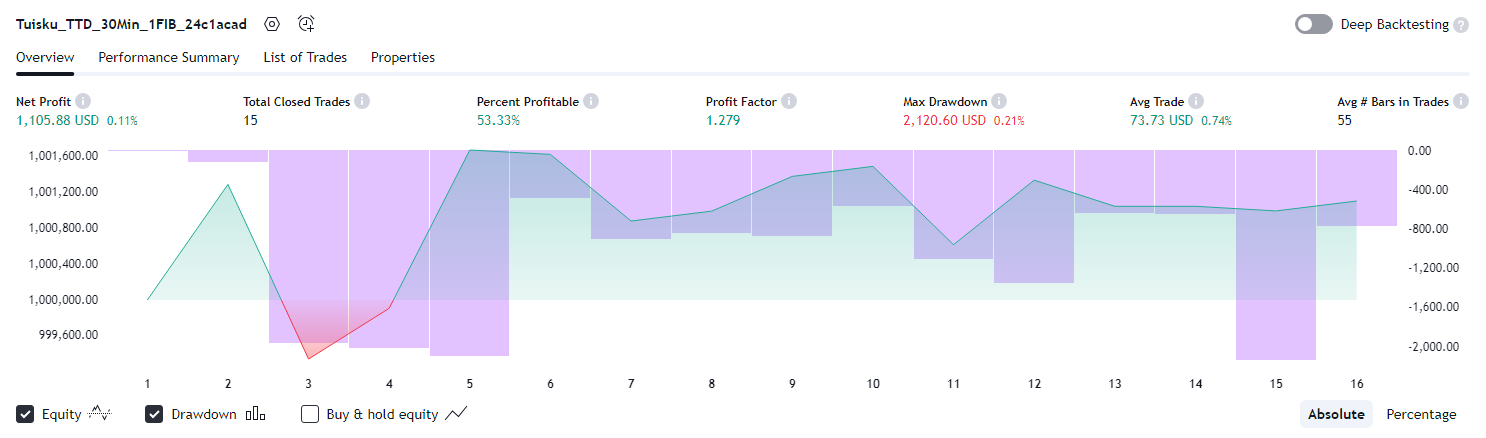 Tuisku_TTD_30Min_1FIB_24c1acad Deep Backtesting ?
Overview Performance Summary List of Trades Properties
Net Profit i Total Closed Trades i Percent Profitable i Profit Factor i Max Drawdown i Avg Trade i Avg # Bars in Trades i
1,105.88 USD 0.11% 15 53.33% 1.279 2,120.60 USD 0.21% 73.73 USD 0.74% 55
1,001,600.00 0.00
1,001,200.00 -400.00
1,000,800.00 -800.00
1,000,400.00 -1,200.00
1,000,000.00 -1,600.00
999,600.00 -2,000.00
1 2 3 4 5 6 7 8 9 10 11 12 13 14 15 16
Equity Drawdown Buy & hold equity Absolute Percentage